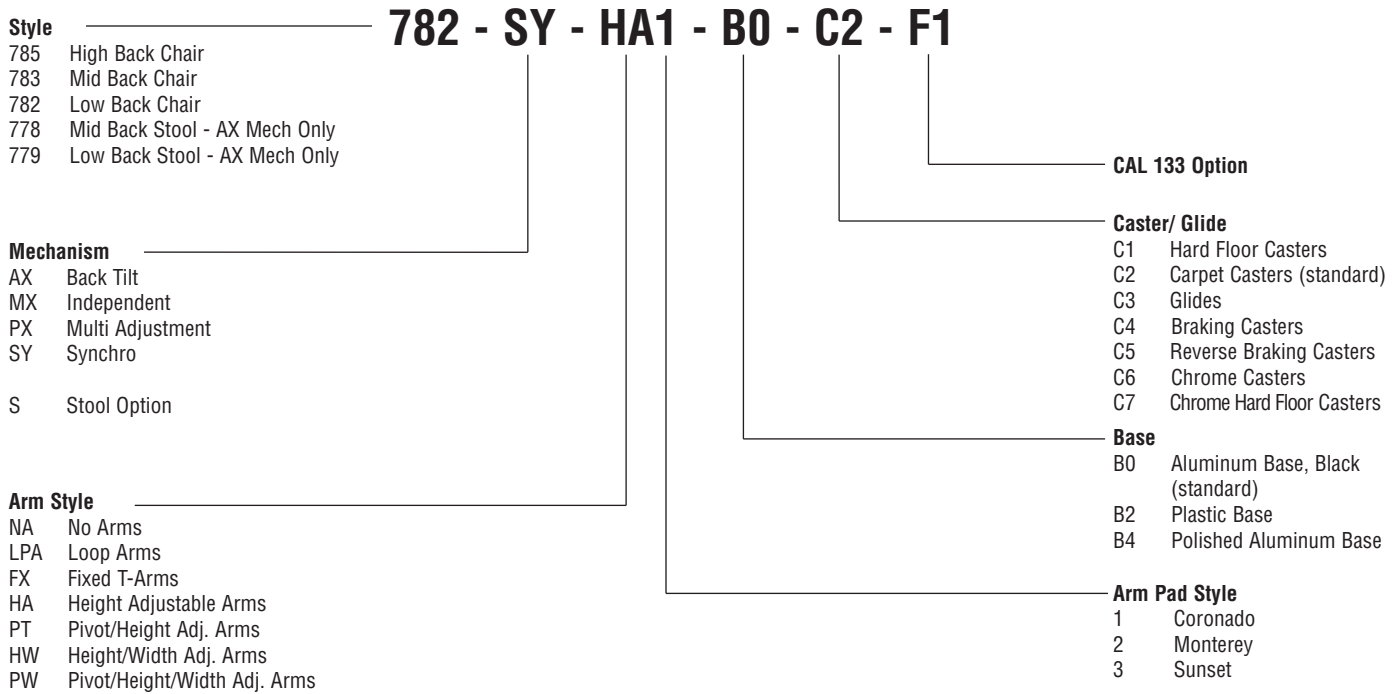 782 - SY - HA1 - B0 - C2 - F1
Style
785 High Back Chair
783 Mid Back Chair
782 Low Back Chair
778 Mid Back Stool - AX Mech Only
779 Low Back Stool - AX Mech Only
Mechanism
AX Back Tilt
MX Independent
PX Multi Adjustment
SY Synchro
S Stool Option
Arm Style
NA No Arms
LPA Loop Arms
FX Fixed T-Arms
HA Height Adjustable Arms
PT Pivot/Height Adj. Arms
HW Height/Width Adj. Arms
PW Pivot/Height/Width Adj. Arms
CAL 133 Option
Caster/ Glide
C1 Hard Floor Casters
C2 Carpet Casters (standard)
C3 Glides
C4 Braking Casters
C5 Reverse Braking Casters
C6 Chrome Casters
C7 Chrome Hard Floor Casters
Base
B0 Aluminum Base, Black
(standard)
B2 Plastic Base
B4 Polished Aluminum Base
Arm Pad Style
1 Coronado
2 Monterey
3 Sunset